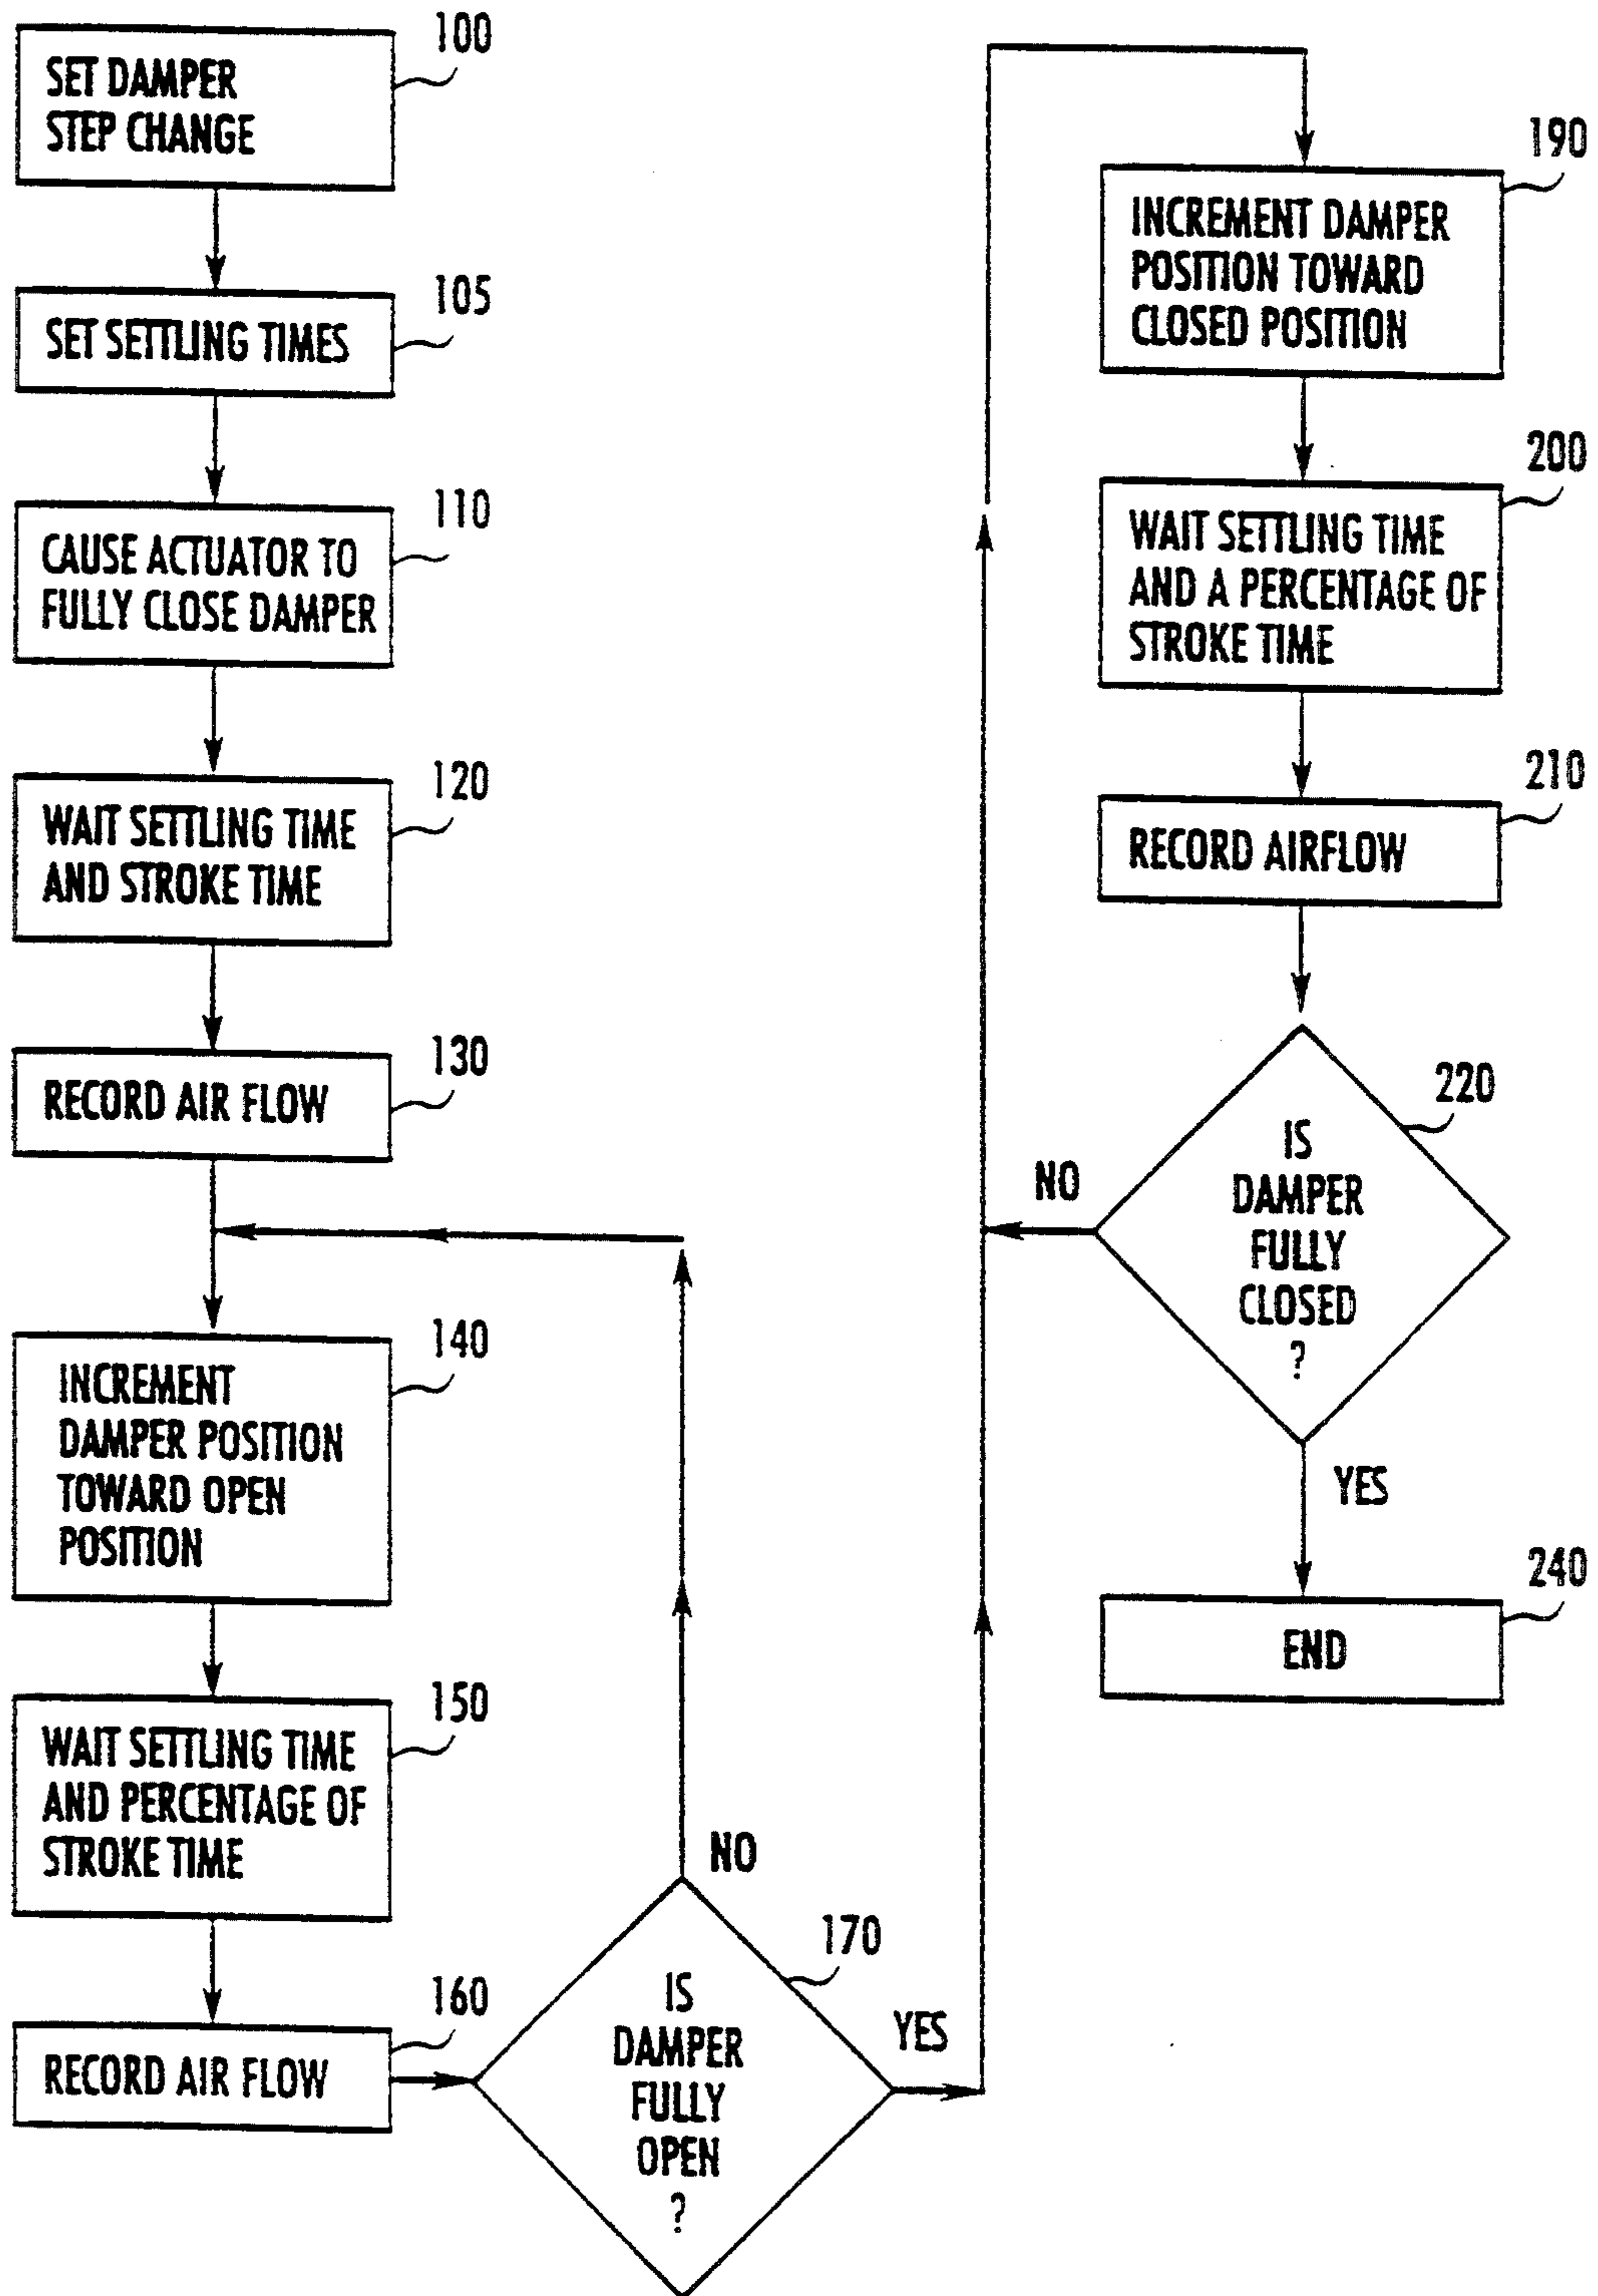 100
SET DAMPER
STEP CHANGE
105
SET SETTLING TIMES
110
CAUSE ACTUATOR TO
FULLY CLOSE DAMPER
120
WAIT SETTLING TIME
AND STROKE TIME
130
RECORD AIR FLOW
140
INCREMENT
DAMPER POSITION
TOWARD OPEN
POSITION
150
WAIT SETTLING TIME
AND PERCENTAGE OF
STROKE TIME
160
RECORD AIR FLOW
170
IS
DAMPER
FULLY
OPEN
?
NO
YES
190
INCREMENT DAMPER
POSITION TOWARD
CLOSED POSITION
200
WAIT SETTLING TIME
AND A PERCENTAGE OF
STROKE TIME
210
RECORD AIRFLOW
220
IS
DAMPER
FULLY
CLOSED
?
NO
YES
240
END